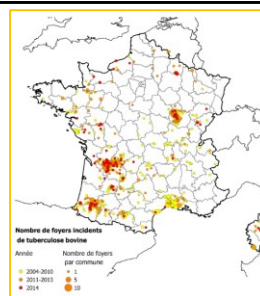 Nombre de foyers incidents
de tuberculose bovine
Année
Nombre de foyers
par commune
2004-2010
1
2011-2013
5
2014
10